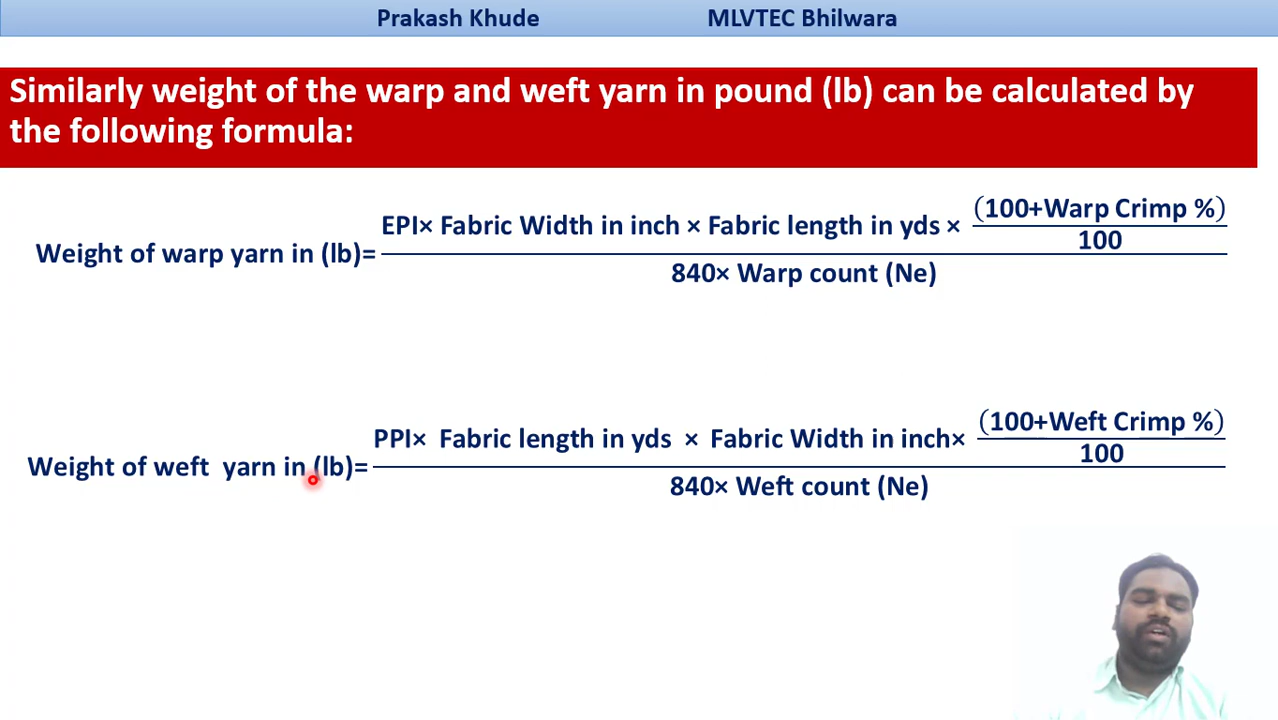 Prakash Khude MLVTEC Bhilwara
Similarly weight of the warp and weft yarn in pound (lb) can be calculated by
the following formula:
Weight of warp yarn in (lb)= EPI× Fabric Width in inch × Fabric length in yds × (100+Warp Crimp %)
100
840× Warp count (Ne)
Weight of weft yarn in (lb)= PPI× Fabric length in yds × Fabric Width in inch× (100+Weft Crimp %)
100
840× Weft count (Ne)